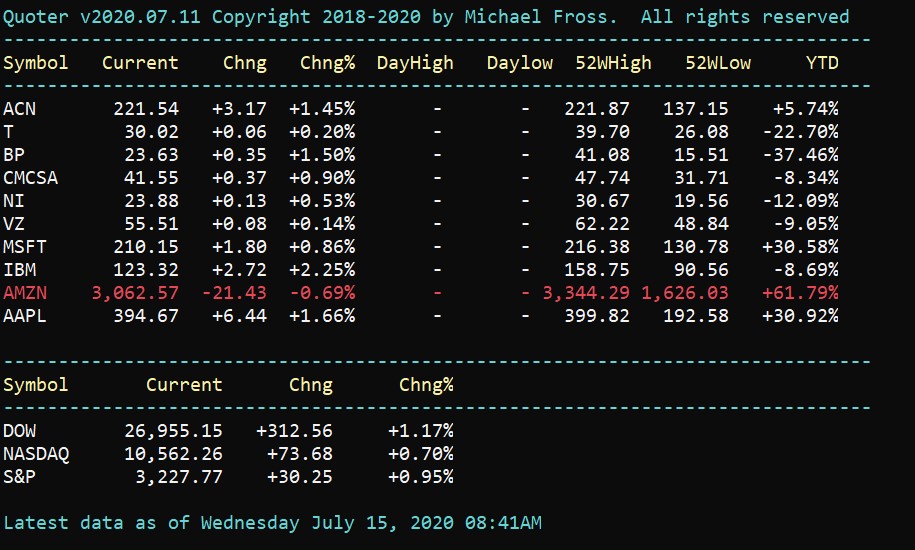 Quoter v2020.07.11 Copyright 2018-2020 by Michael Fross.  All rights reserved
-------------------------------------------------------------------------------
Symbol   Current    Chng   Chng%  DayHigh   Daylow  52WHigh   52WLow     YTD
-------------------------------------------------------------------------------
ACN       221.54   +3.17  +1.45%       -       -   221.87   137.15    +5.74%
T          30.02   +0.06  +0.20%       -       -    39.70    26.08   -22.70%
BP         23.63   +0.35  +1.50%       -       -    41.08    15.51   -37.46%
CMCSA      41.55   +0.37  +0.90%       -       -    47.74    31.71    -8.34%
NI         23.88   +0.13  +0.53%       -       -    30.67    19.56   -12.09%
VZ         55.51   +0.08  +0.14%       -       -    62.22    48.84    -9.05%
MSFT      210.15   +1.80  +0.86%       -       -   216.38   130.78   +30.58%
IBM       123.32   +2.72  +2.25%       -       -   158.75    90.56    -8.69%
AMZN    3,062.57  -21.43  -0.69%       -       - 3,344.29 1,626.03   +61.79%
AAPL      394.67   +6.44  +1.66%       -       -   399.82   192.58   +30.92%
-------------------------------------------------------------------------------
Symbol       Current      Chng      Chng%
-------------------------------------------------------------------------------
DOW        26,955.15   +312.56     +1.17%
NASDAQ     10,562.26    +73.68     +0.70%
S&P         3,227.77    +30.25     +0.95%
Latest data as of Wednesday July 15, 2020 08:41AM